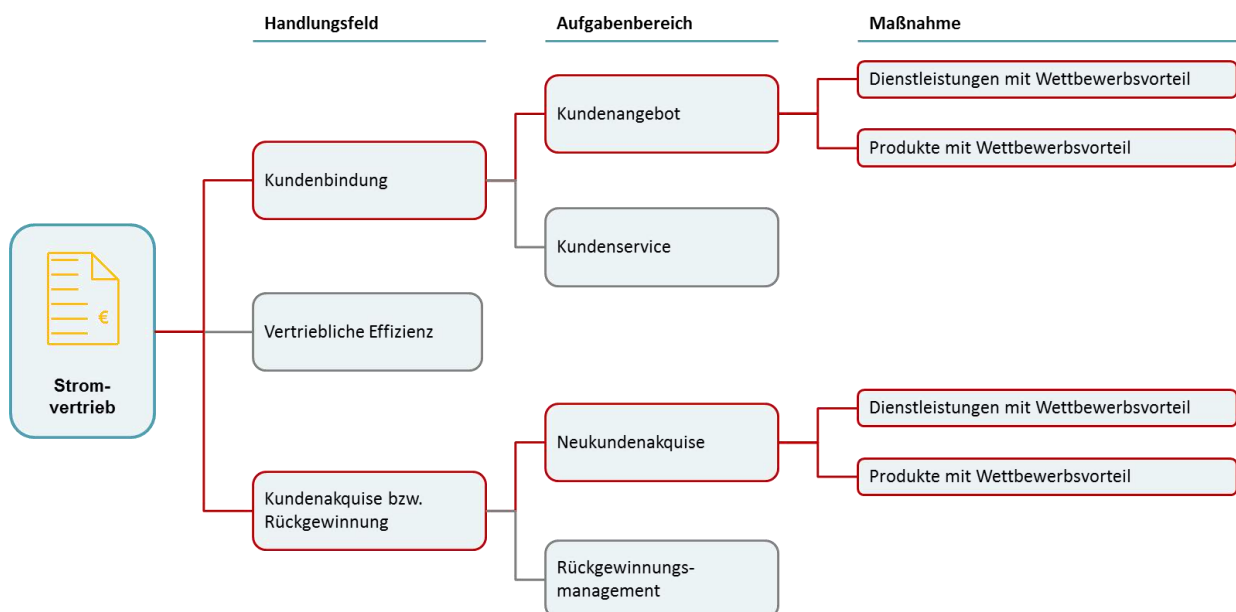 Handlungsfeld
Aufgabenbereich
Maßnahme
Dienstleistungen mit Wettbewerbsvorteil
Kundenangebot
Produkte mit Wettbewerbsvorteil
Kundenbindung
Kundenservice
€
Vertriebliche Effizienz
Strom-
vertrieb
Dienstleistungen mit Wettbewerbsvorteil
Neukundenakquise
Produkte mit Wettbewerbsvorteil
Kundenakquise bzw.
Rückgewinnung
Rückgewinnungs-
management